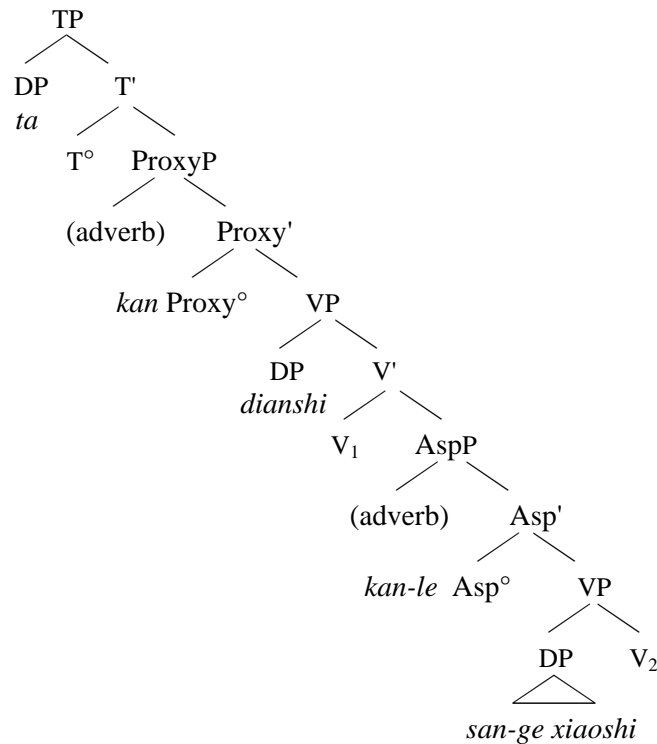 TP
DP T'
ta
T° ProxyP
(adverb) Proxy'
kan Proxy° VP
DP V'
dianshi
V₁ AspP
(adverb) Asp'
kan-le Asp° VP
DP V₂
san-ge xiaoshi